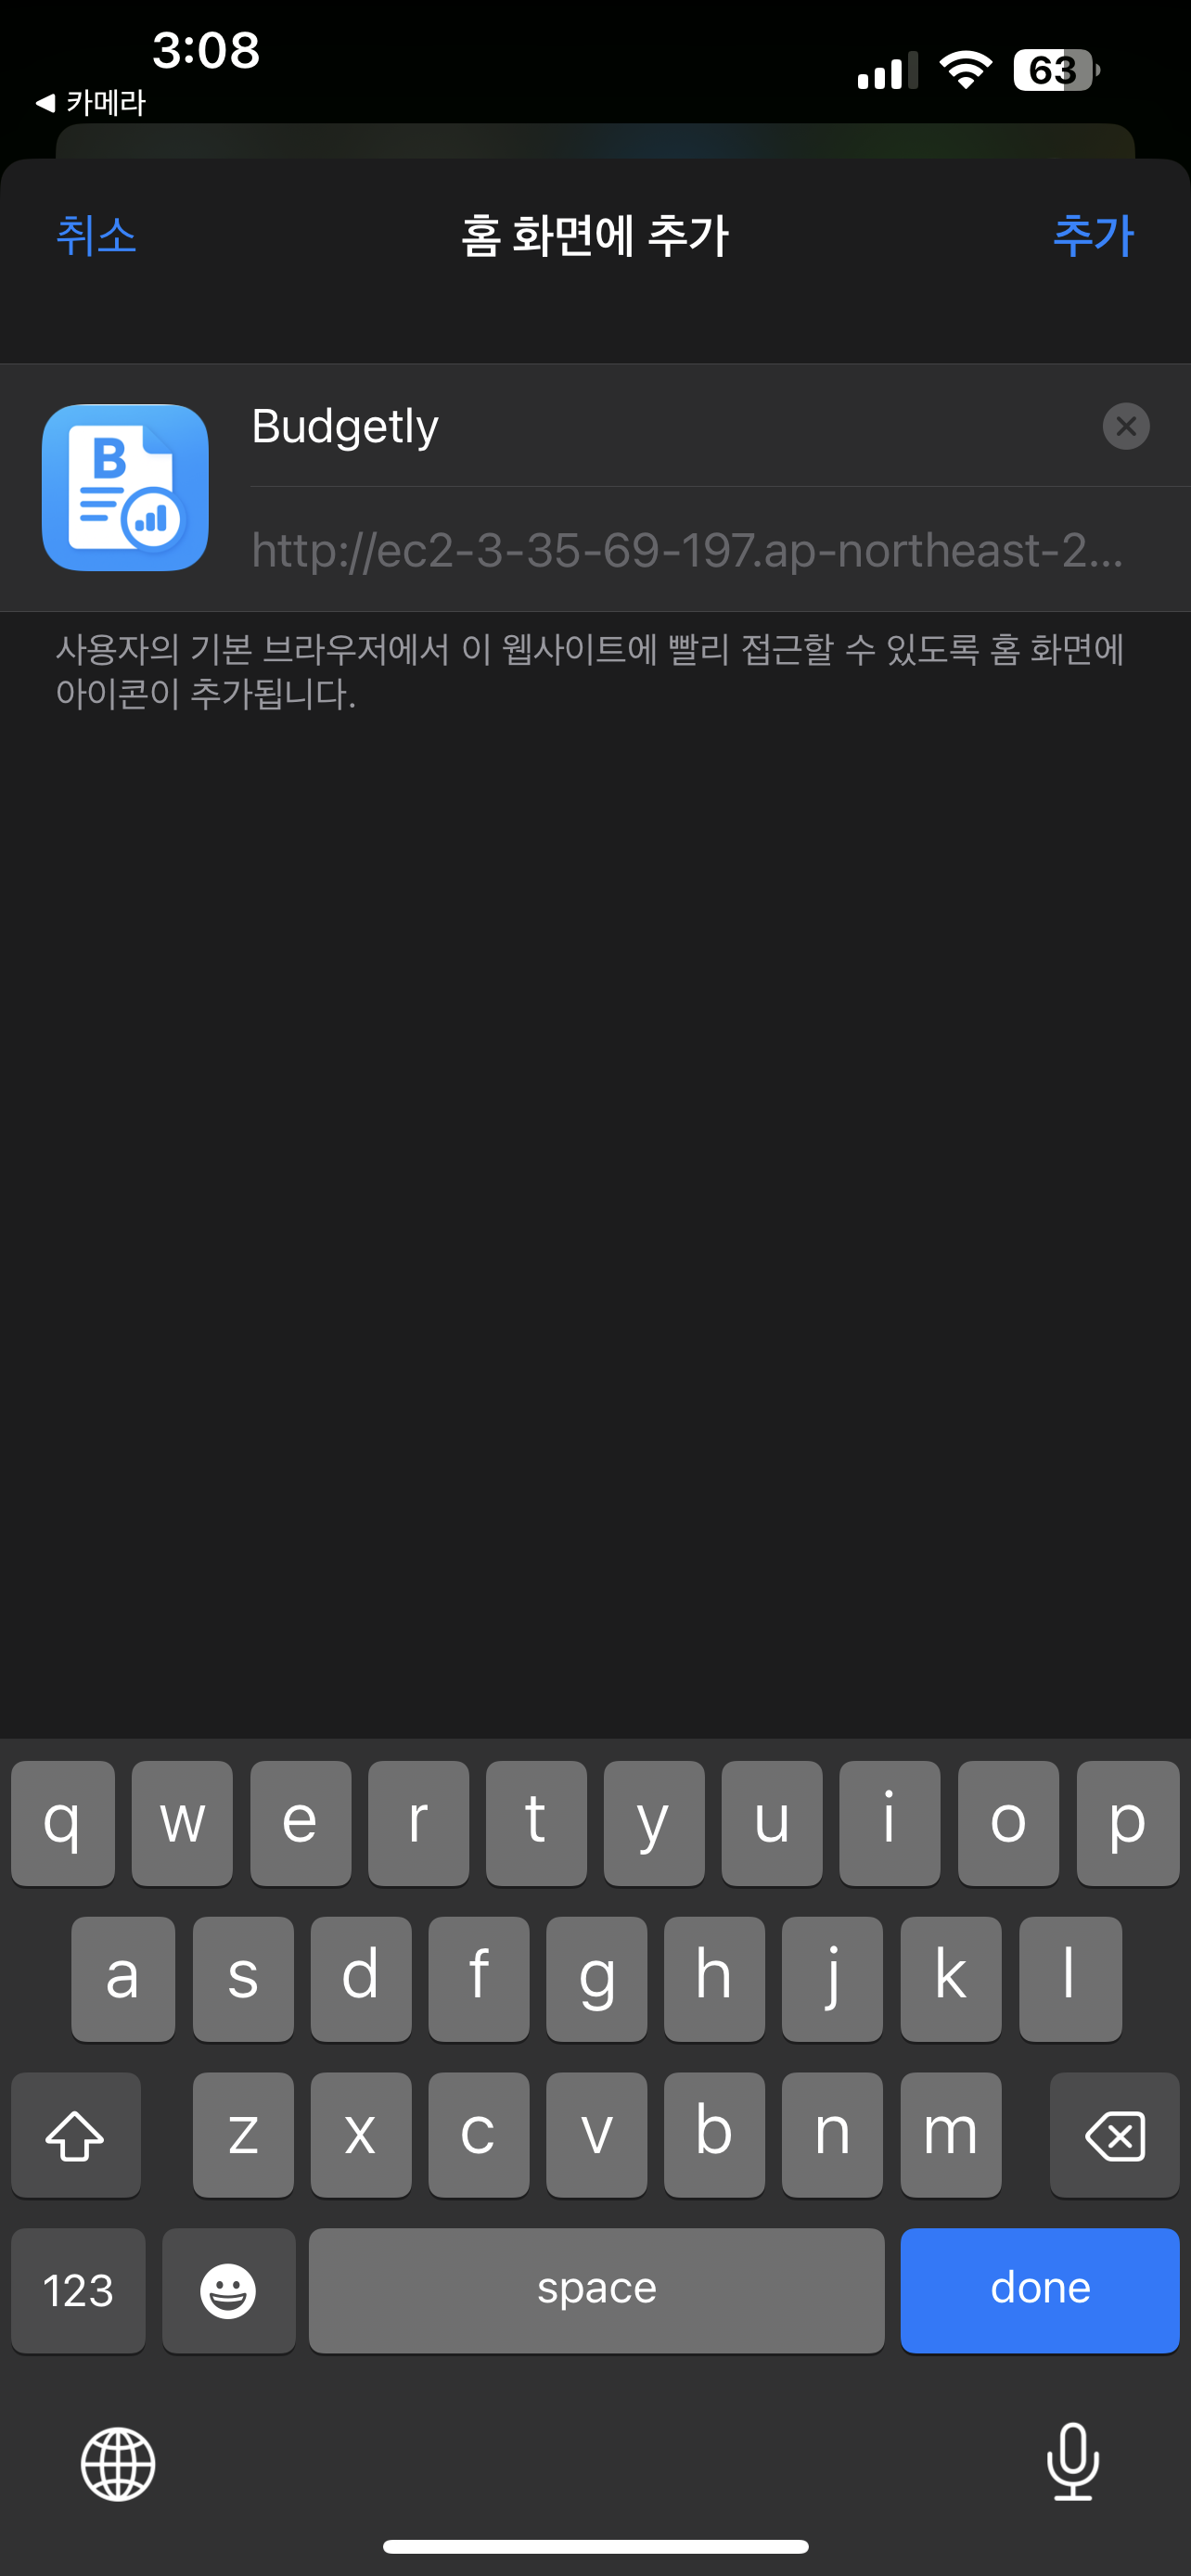 3:08
63
◀ 카메라
취소
홈 화면에 추가
추가
B
Budgetly
http://ec2-3-35-69-197.ap-northeast-2...
사용자의 기본 브라우저에서 이 웹사이트에 빨리 접근할 수 있도록 홈 화면에
아이콘이 추가됩니다.
q w e r t y u i o p
a s d f g h j k l
z x c v b n m
123 space done